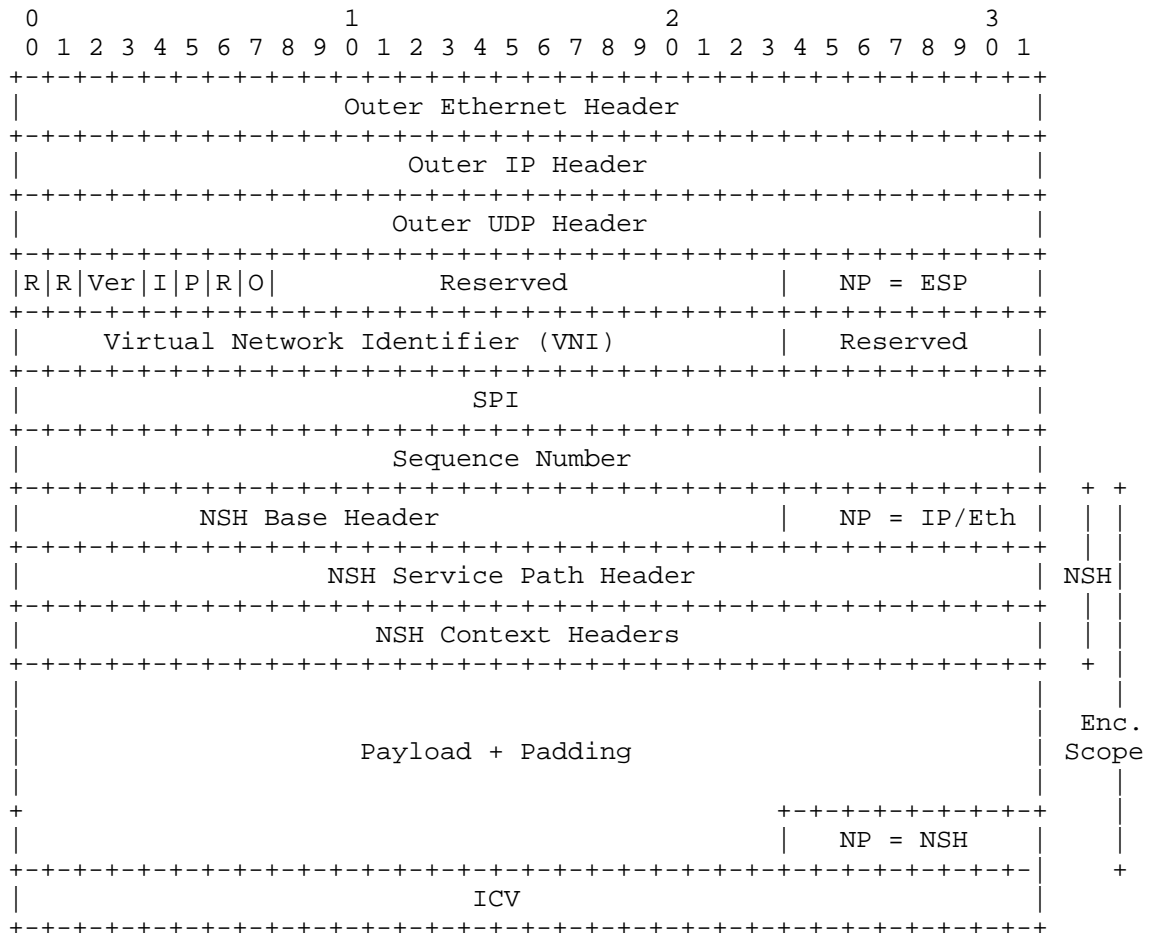 0                   1                   2                   3
 0 1 2 3 4 5 6 7 8 9 0 1 2 3 4 5 6 7 8 9 0 1 2 3 4 5 6 7 8 9 0 1
+-+-+-+-+-+-+-+-+-+-+-+-+-+-+-+-+-+-+-+-+-+-+-+-+-+-+-+-+-+-+-+-+
|                    Outer Ethernet Header                      |
+-+-+-+-+-+-+-+-+-+-+-+-+-+-+-+-+-+-+-+-+-+-+-+-+-+-+-+-+-+-+-+-+
|                        Outer IP Header                        |
+-+-+-+-+-+-+-+-+-+-+-+-+-+-+-+-+-+-+-+-+-+-+-+-+-+-+-+-+-+-+-+-+
|                       Outer UDP Header                        |
+-+-+-+-+-+-+-+-+-+-+-+-+-+-+-+-+-+-+-+-+-+-+-+-+-+-+-+-+-+-+-+-+
|R|R|Ver|I|P|R|O|          Reserved             |   NP = ESP    |
+-+-+-+-+-+-+-+-+-+-+-+-+-+-+-+-+-+-+-+-+-+-+-+-+-+-+-+-+-+-+-+-+
|     Virtual Network Identifier (VNI)          |   Reserved    |
+-+-+-+-+-+-+-+-+-+-+-+-+-+-+-+-+-+-+-+-+-+-+-+-+-+-+-+-+-+-+-+-+
|                            SPI                                |
+-+-+-+-+-+-+-+-+-+-+-+-+-+-+-+-+-+-+-+-+-+-+-+-+-+-+-+-+-+-+-+-+
|                       Sequence Number                         |
+-+-+-+-+-+-+-+-+-+-+-+-+-+-+-+-+-+-+-+-+-+-+-+-+-+-+-+-+-+-+-+-+  + +
|           NSH Base Header                     |   NP = IP/Eth |  | |
+-+-+-+-+-+-+-+-+-+-+-+-+-+-+-+-+-+-+-+-+-+-+-+-+-+-+-+-+-+-+-+-+  | |
|                   NSH Service Path Header                     | NSH|
+-+-+-+-+-+-+-+-+-+-+-+-+-+-+-+-+-+-+-+-+-+-+-+-+-+-+-+-+-+-+-+-+  | |
|                      NSH Context Headers                      |  | |
+-+-+-+-+-+-+-+-+-+-+-+-+-+-+-+-+-+-+-+-+-+-+-+-+-+-+-+-+-+-+-+-+  + |
|                                                               |    |
|                                                               |  Enc.
|                     Payload + Padding                         | Scope
|                                                               |    |
+                                               +-+-+-+-+-+-+-+-+    |
|                                               |   NP = NSH    |    |
+-+-+-+-+-+-+-+-+-+-+-+-+-+-+-+-+-+-+-+-+-+-+-+-+-+-+-+-+-+-+-+-|    +
|                            ICV                                |
+-+-+-+-+-+-+-+-+-+-+-+-+-+-+-+-+-+-+-+-+-+-+-+-+-+-+-+-+-+-+-+-+